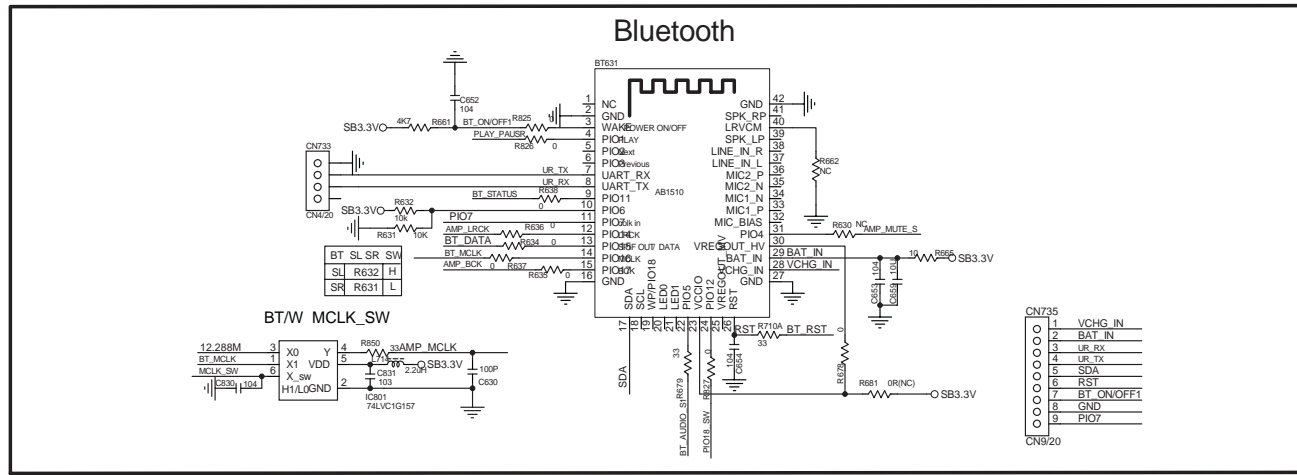 Bluetooth
BT631
C652
104
SB3.3V
4K7
R661
BT_ON/OFF1
R825
0
PLAY_PAUSR
R826
0
CN733
CN4/20
UR_TX
UR_RX
BT_STATUS
R638
0
SB3.3V
R632
10k
R631
10K
PIO7
AMP_LRCK
R636
0
BT_DATA
R634
0
BT_MCLK
0
R637
AMP_BCK
R635
0
1 NC
2 GND
3 WAKE POWER ON/OFF
4 PIO1 PLAY
5 PIO2 Next
6 PIO3 Previous
7 UART_RX
8 UART_TX
9 PIO11
10 PIO6
11 PIO7
12
13
14 PIO16
15 PIO17
16 GND
AB1510
17 SDA
18 SCL
19 WP/PIO18
20 LED0
21 LED1
22 PIO5
23 VCCIO
24 PIO12
25
26 RST
42 GND
41 SPK_RP
40 LRVCM
39 SPK_LP
38 LINE_IN_R
37 LINE_IN_L
36 MIC2_P
35 MIC2_N
34 MIC1_N
33 MIC1_P
32 MIC_BIAS
31 PIO4
30 VREGOUT_HV
29 BAT_IN
28 VCHG_IN
27 GND
R662
NC
R630
NC
AMP_MUTE_S
BAT_IN
VCHG_IN
10
R665
SB3.3V
104
C653
10U
C659
RST
R710A
33
BT_RST
104
C654
SDA
33
R679
BT_AUDIO_S1
0
R827
PIO18_SW
0
R678
R681
0R(NC)
SB3.3V
BT SL SR SW
SL R632 H
SR R631 L
BT/W MCLK_SW
12.288M
BT_MCLK
MCLK_SW
C830
104
3 X0
1 X1
6 X_sw
H1/L0
Y 4
VDD 5
GND 2
R850
33
AMP_MCLK
SB3.3V
C831
103
IC801
74LVC1G157
100P
C630
CN735
1 VCHG_IN
2 BAT_IN
3 UR_RX
4 UR_TX
5 SDA
6 RST
7 BT_ON/OFF1
8 GND
9 PIO7
CN9/20